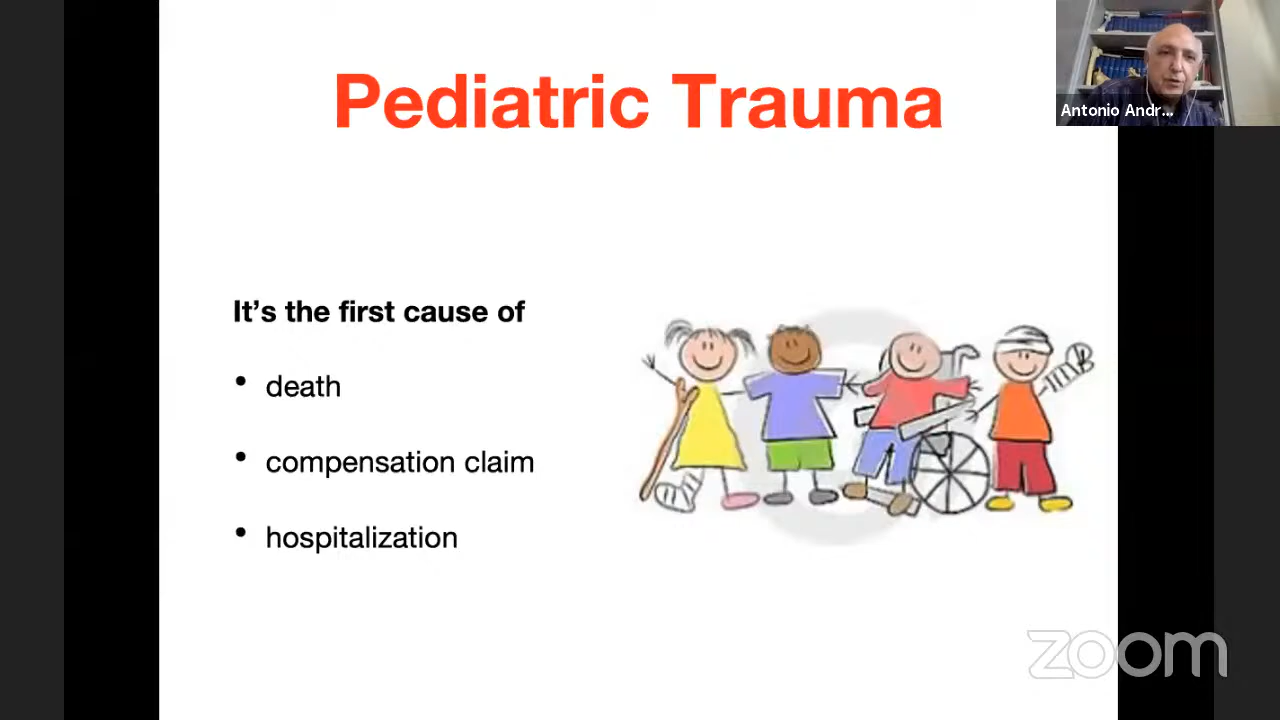 Pediatric Trauma
Antonio Andr...
It's the first cause of
• death
• compensation claim
• hospitalization
zoom